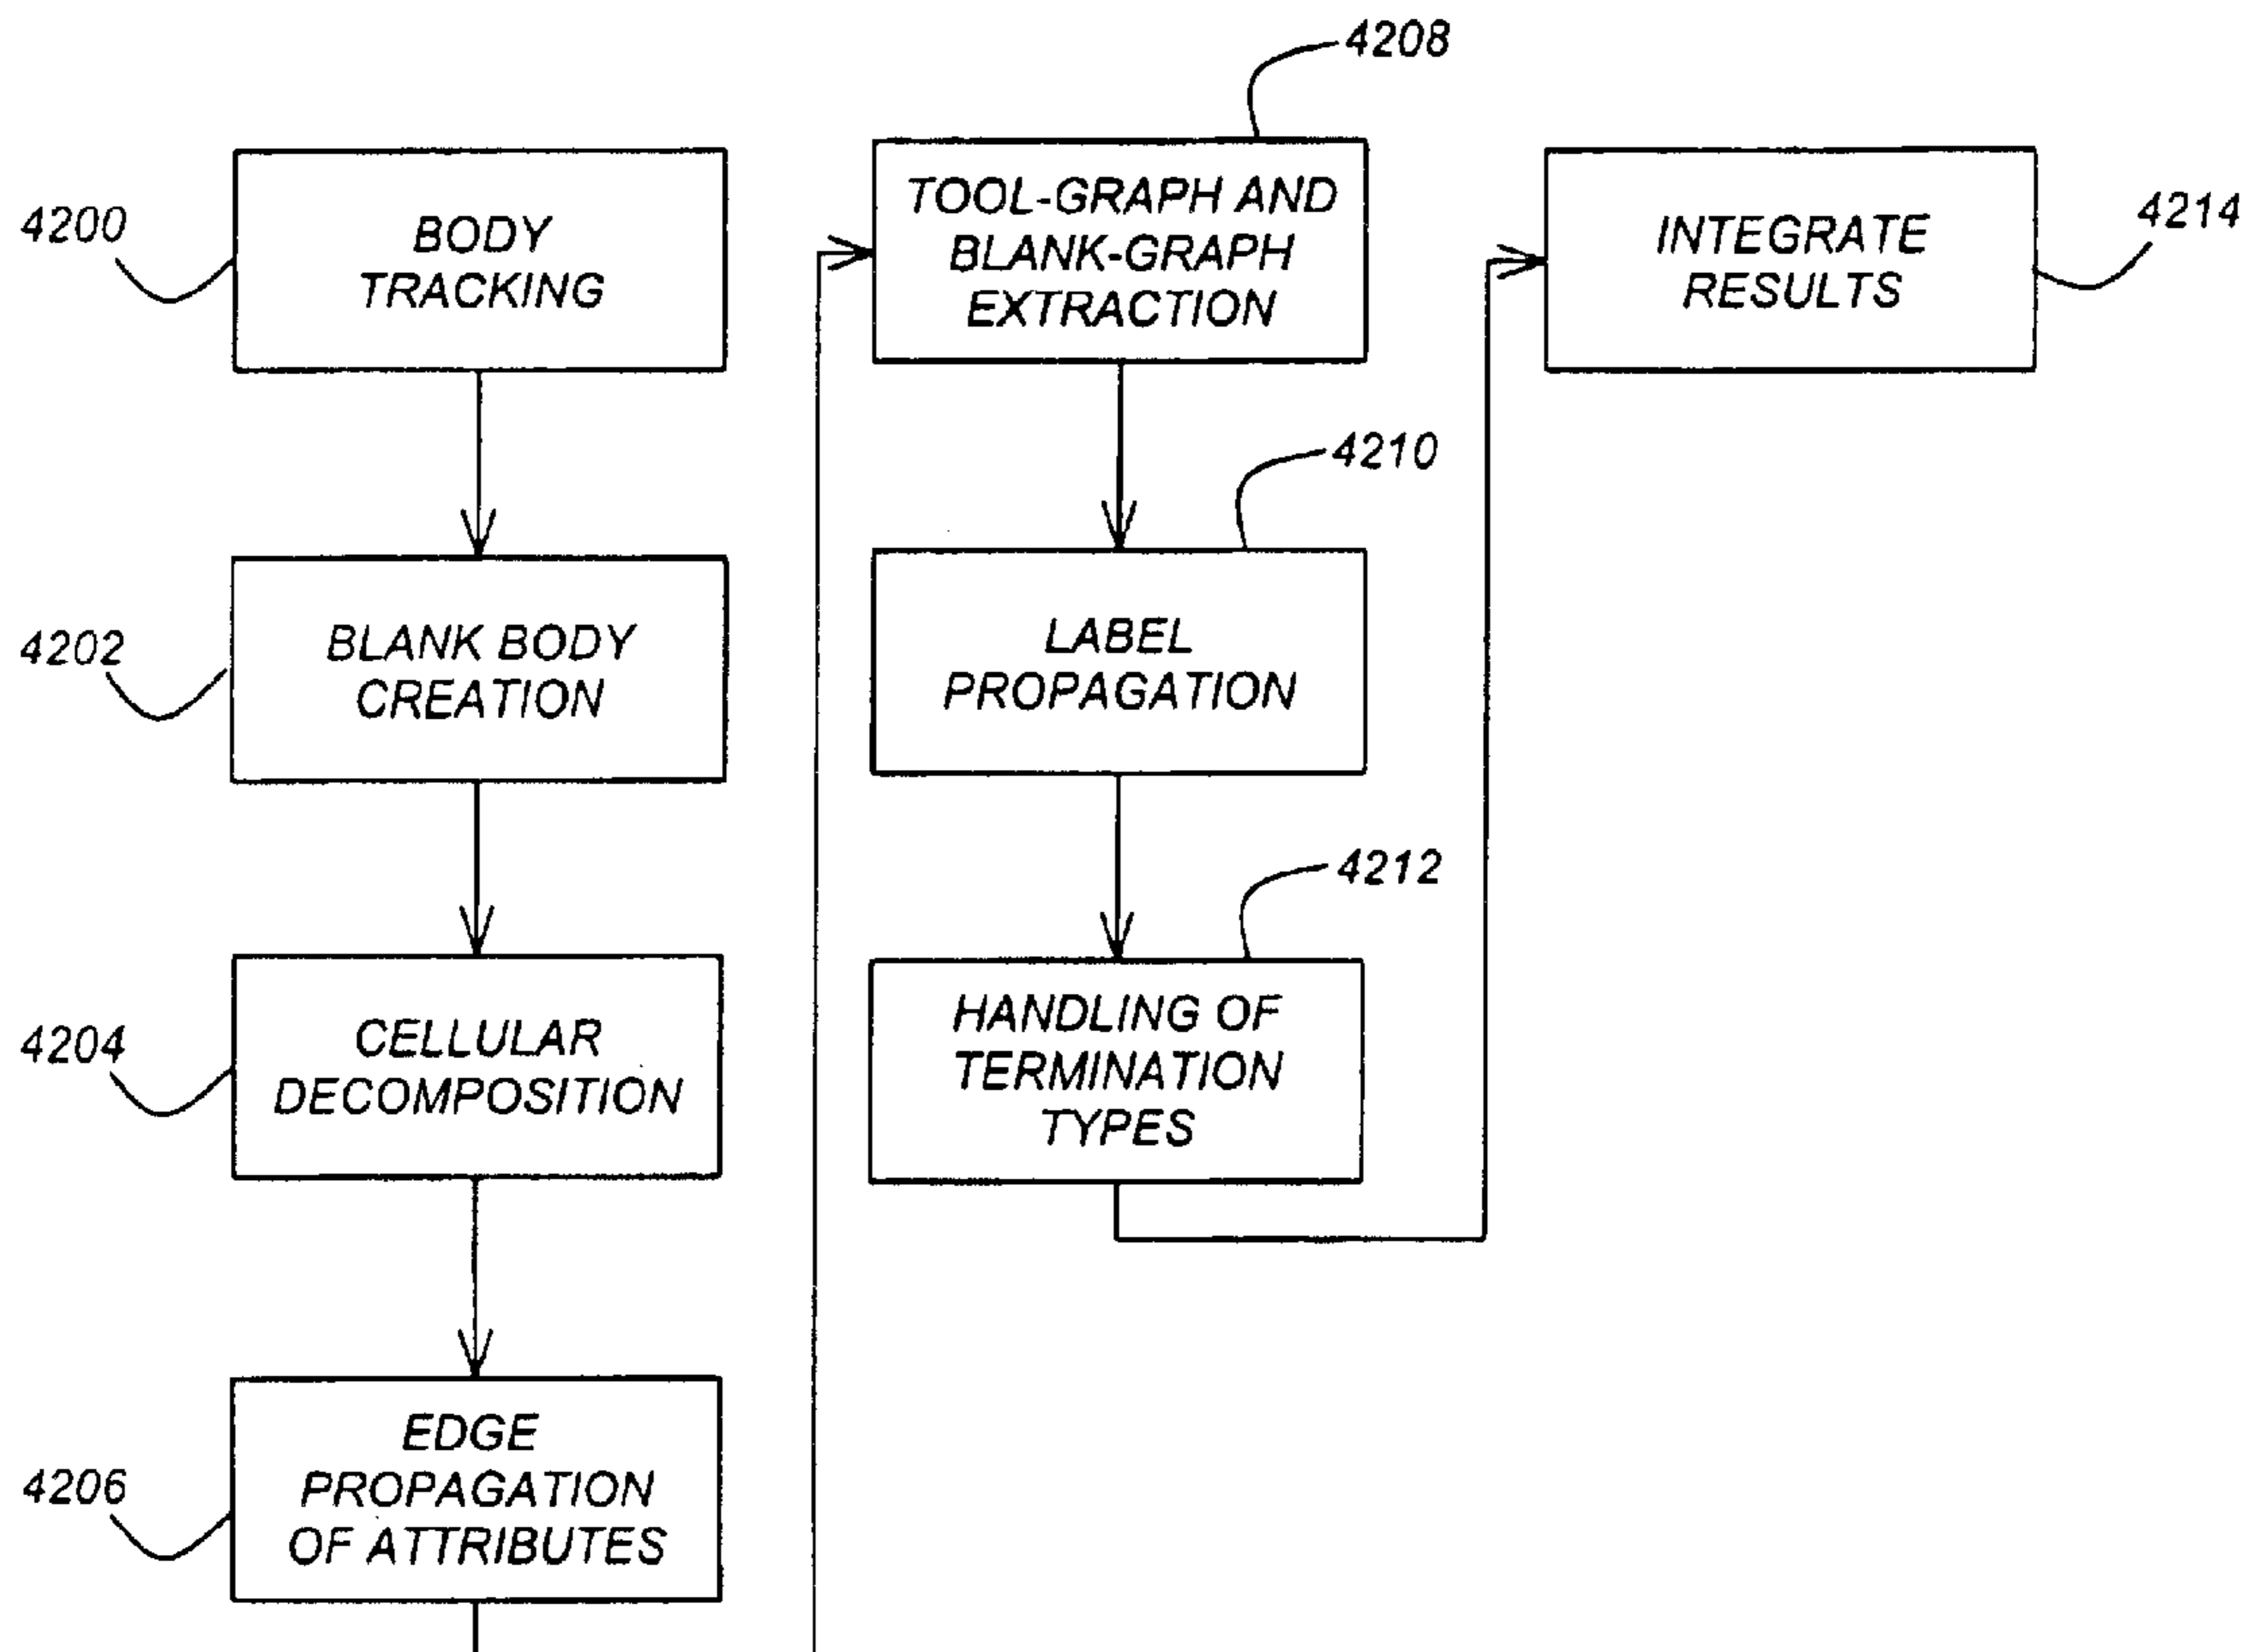 4200
BODY
TRACKING
4202
BLANK BODY
CREATION
4204
CELLULAR
DECOMPOSITION
4206
EDGE
PROPAGATION
OF ATTRIBUTES
4208
TOOL-GRAPH AND
BLANK-GRAPH
EXTRACTION
4210
LABEL
PROPAGATION
4212
HANDLING OF
TERMINATION
TYPES
4214
INTEGRATE
RESULTS